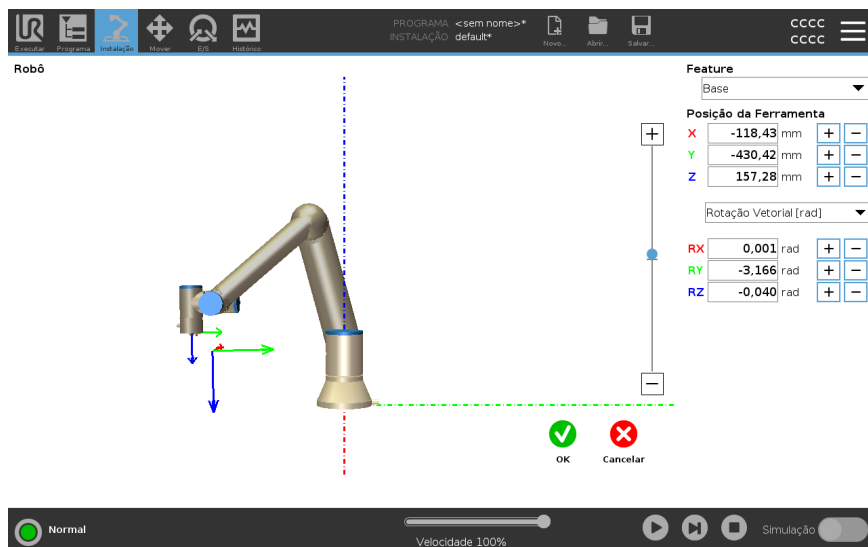 UR
Executar
Programa
Instalação
Mover
E/S
Histórico
PROGRAMA <sem nome>*
INSTALAÇÃO default*
Novo...
Abrir...
Salvar...
CCCC
CCCC
Robô
Feature
Base
Posição da Ferramenta
X -118,43 mm + −
Y -430,42 mm + −
Z 157,28 mm + −
Rotação Vetorial [rad]
RX 0,001 rad + −
RY -3,166 rad + −
RZ -0,040 rad + −
+
−
OK
Cancelar
Normal
Velocidade 100%
Simulação